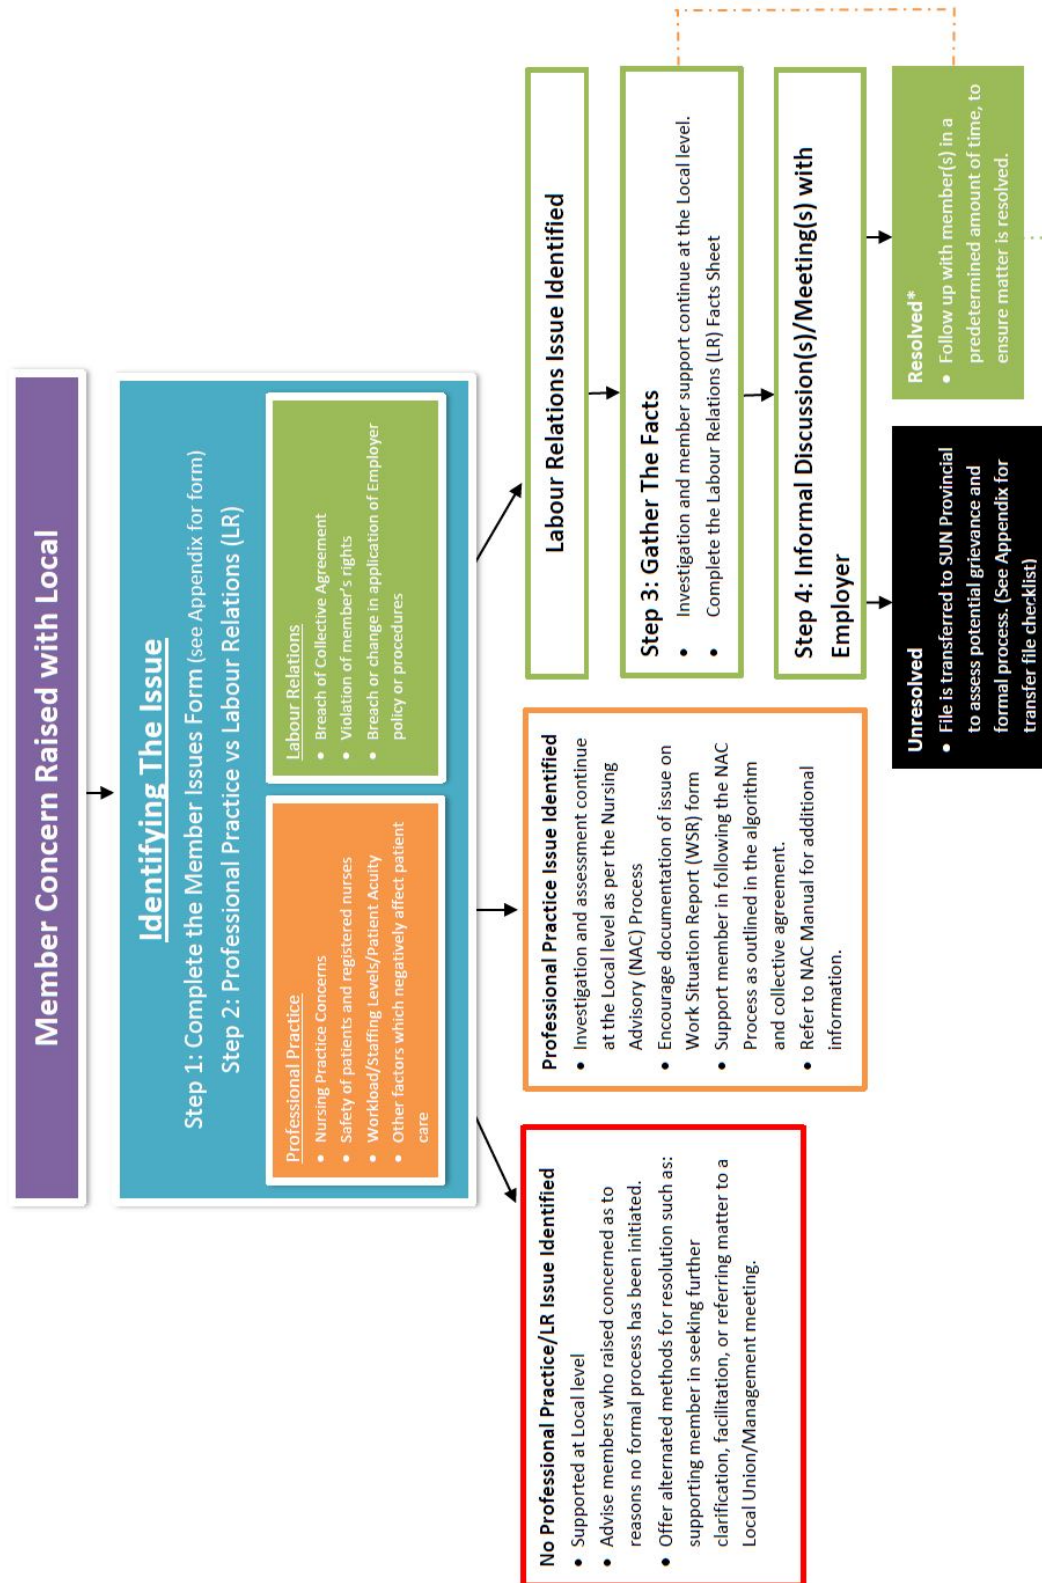 Member Concern Raised with Local
Identifying The Issue
Step 1: Complete the Member Issues Form (see Appendix for form)
Step 2: Professional Practice vs Labour Relations (LR)
Professional Practice
• Nursing Practice Concerns
• Safety of patients and registered nurses
• Workload/Staffing Levels/Patient Acuity
• Other factors which negatively affect patient
care
Labour Relations
• Breach of Collective Agreement
• Violation of member's rights
• Breach or change in application of Employer
policy or procedures
No Professional Practice/LR Issue Identified
• Supported at Local level
• Advise members who raised concerned as to
reasons no formal process has been initiated.
• Offer alternated methods for resolution such as:
supporting member in seeking further
clarification, facilitation, or referring matter to a
Local Union/Management meeting.
Professional Practice Issue Identified
• Investigation and assessment continue
at the Local level as per the Nursing
Advisory (NAC) Process
• Encourage documentation of issue on
Work Situation Report (WSR) form
• Support member in following the NAC
Process as outlined in the algorithm
and collective agreement.
• Refer to NAC Manual for additional
information.
Labour Relations Issue Identified
Step 3: Gather The Facts
• Investigation and member support continue at the Local level.
• Complete the Labour Relations (LR) Facts Sheet
Step 4: Informal Discussion(s)/Meeting(s) with
Employer
Unresolved
• File is transferred to SUN Provincial
to assess potential grievance and
formal process. (See Appendix for
transfer file checklist)
Resolved*
• Follow up with member(s) in a
predetermined amount of time, to
ensure matter is resolved.